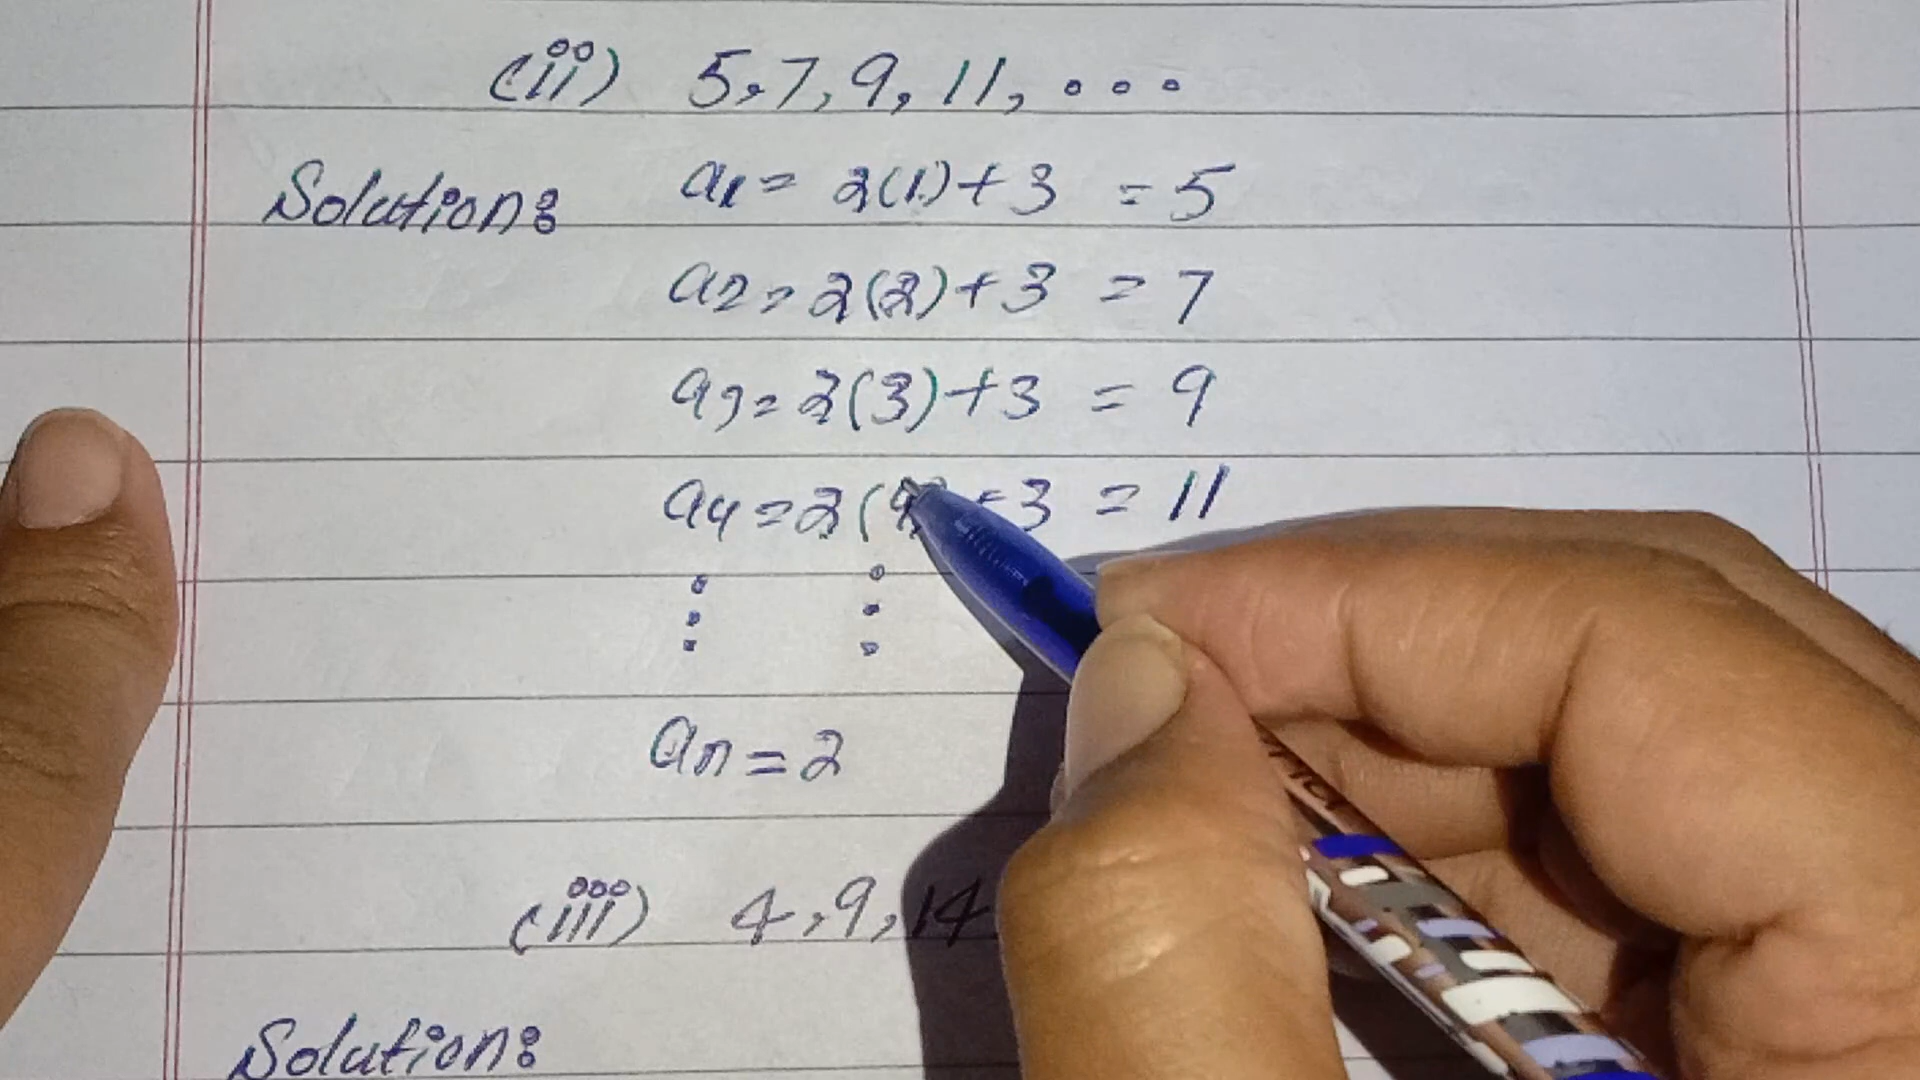 (ii) 5,7,9,11,...
Solution: a1= 2(1)+3 =5
a2=2(2)+3 =7
a3=2(3)+3 = 9
a4=2(4)+3 = 11
an=2
(iii) 4,9,14
Solution: